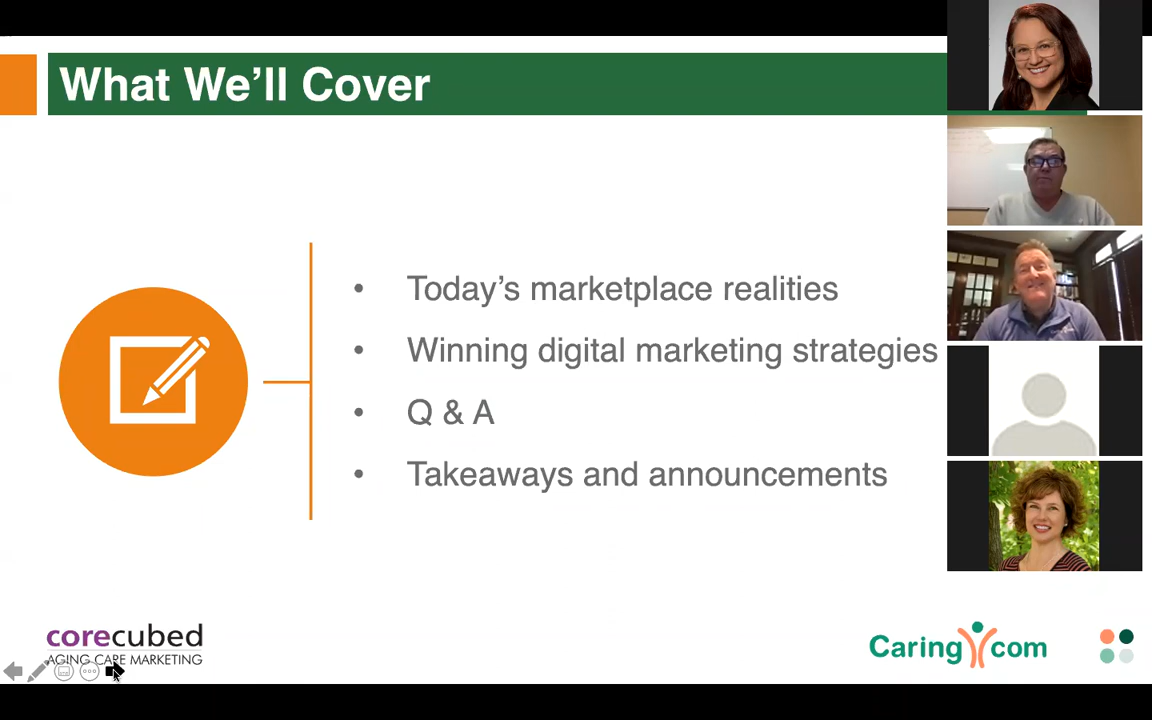 What We’ll Cover
• Today’s marketplace realities
• Winning digital marketing strategies
• Q & A
• Takeaways and announcements
corecubed
AGING CARE MARKETING
Caring com